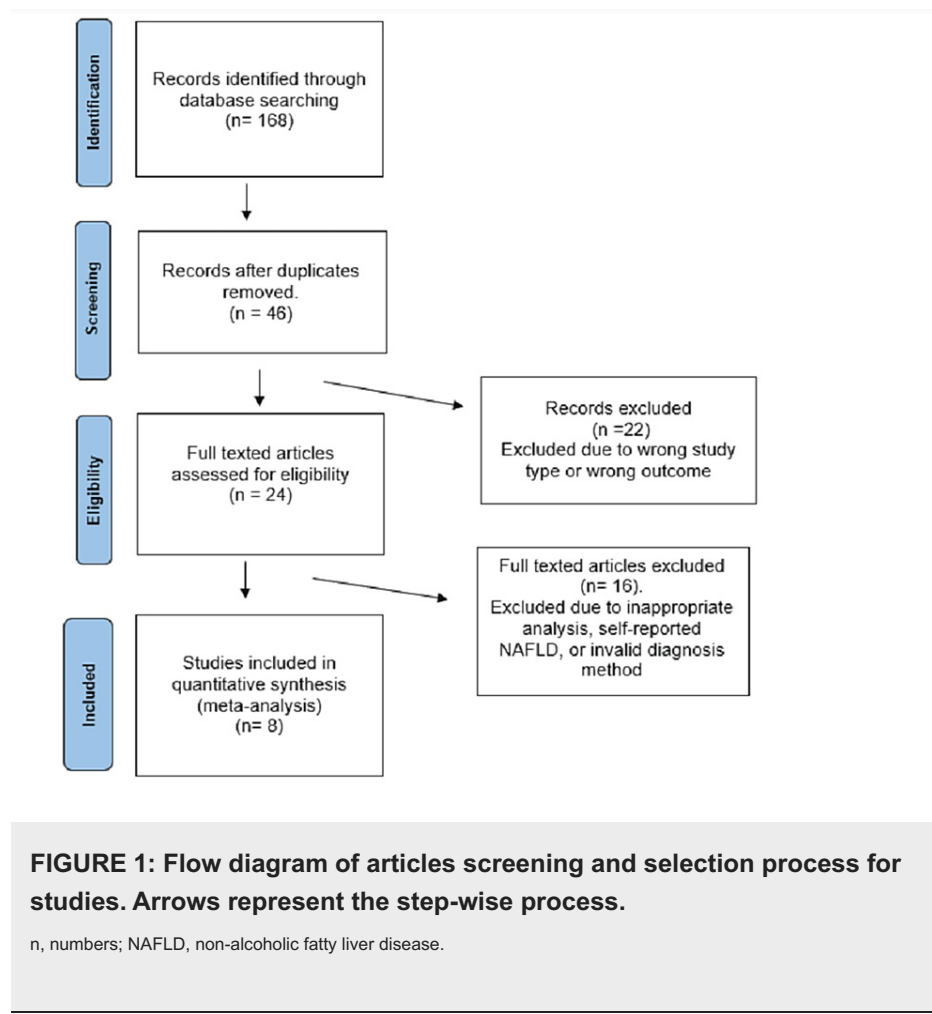 Identification
Records identified through
database searching
(n= 168)
Screening
Records after duplicates
removed.
(n = 46)
Records excluded
(n =22)
Excluded due to wrong study
type or wrong outcome
Eligibility
Full texted articles
assessed for eligibility
(n = 24)
Full texted articles excluded
(n= 16).
Excluded due to inappropriate
analysis, self-reported
NAFLD, or invalid diagnosis
method
Included
Studies included in
quantitative synthesis
(meta-analysis)
(n= 8)
FIGURE 1: Flow diagram of articles screening and selection process for
studies. Arrows represent the step-wise process.
n, numbers; NAFLD, non-alcoholic fatty liver disease.